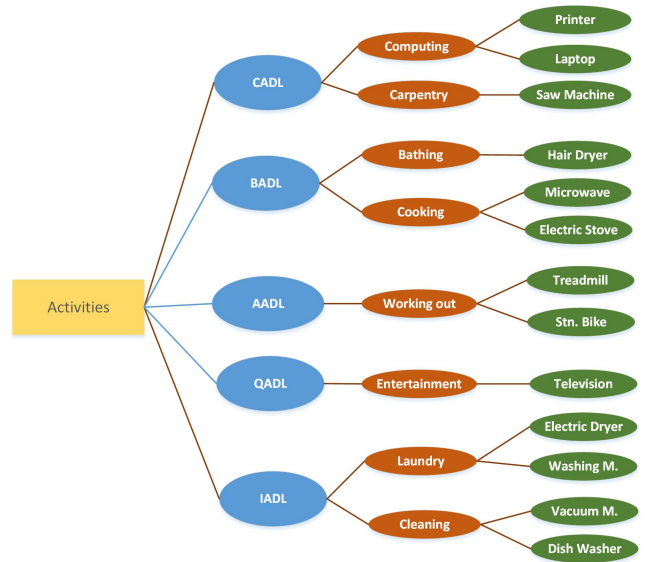 Activities
CADL
BADL
AADL
QADL
IADL
Computing
Carpentry
Bathing
Cooking
Working out
Entertainment
Laundry
Cleaning
Printer
Laptop
Saw Machine
Hair Dryer
Microwave
Electric Stove
Treadmill
Stn. Bike
Television
Electric Dryer
Washing M.
Vacuum M.
Dish Washer